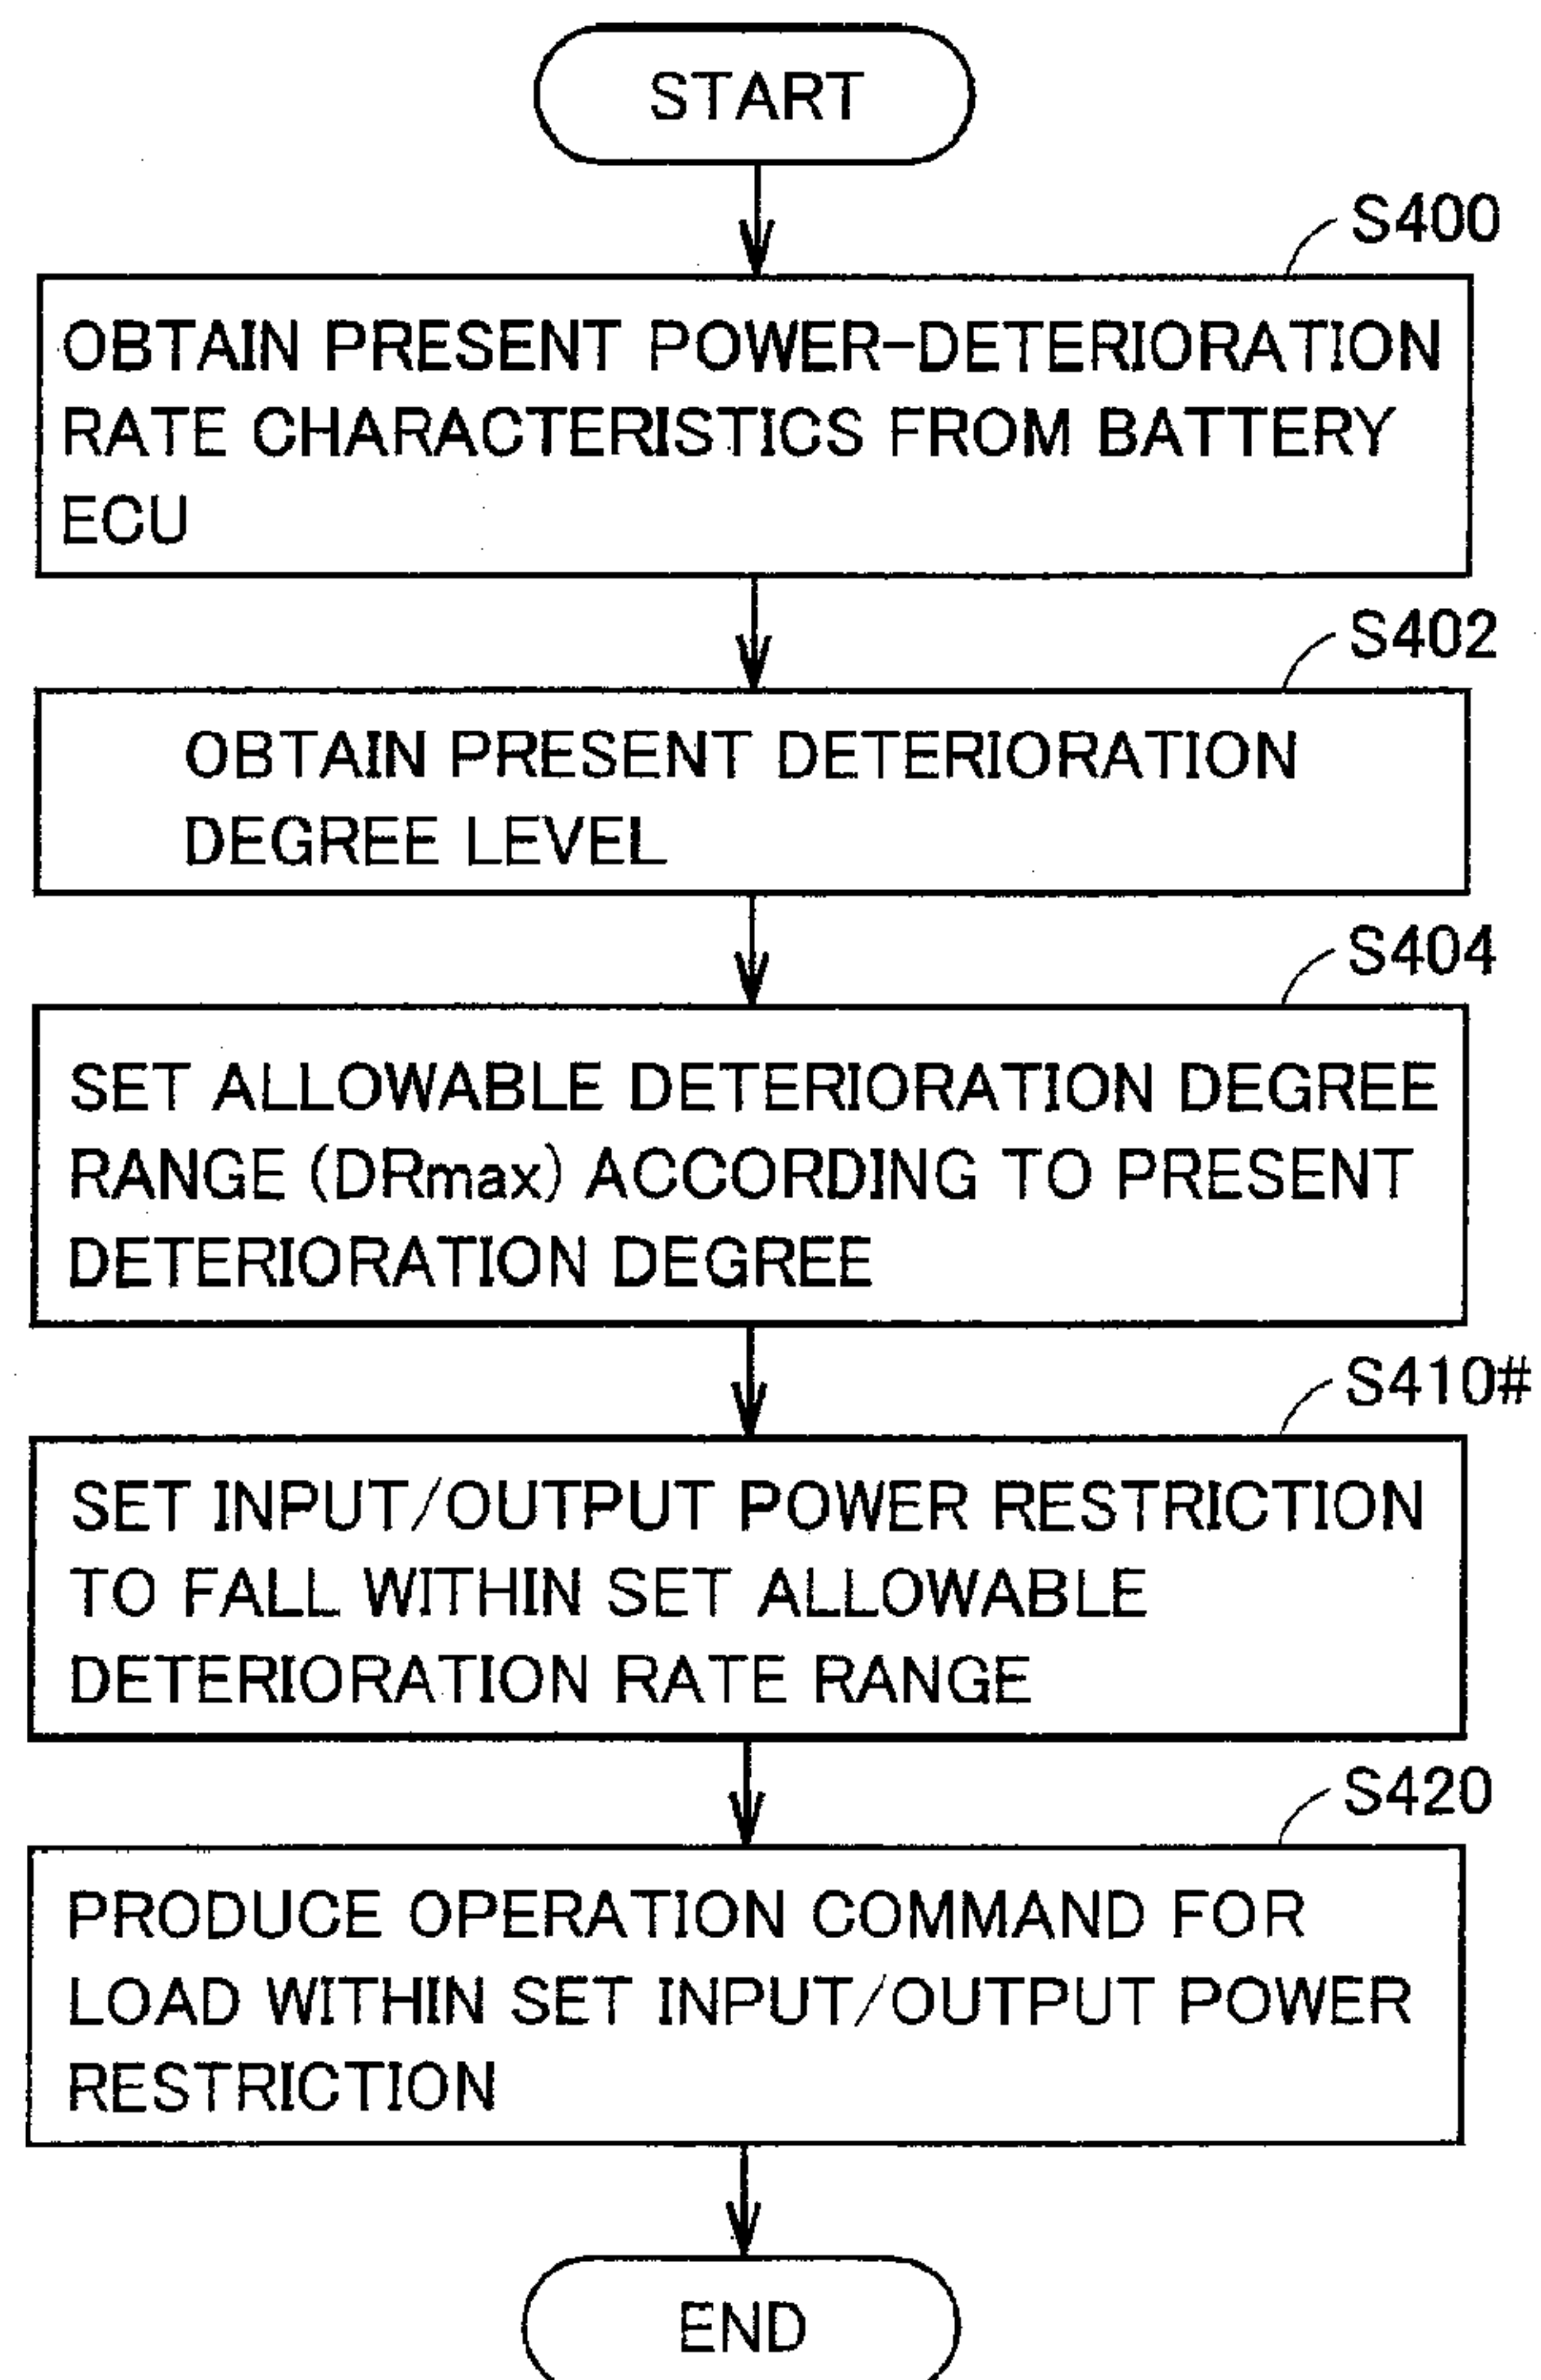 START
S400
OBTAIN PRESENT POWER-DETERIORATION
RATE CHARACTERISTICS FROM BATTERY
ECU
S402
OBTAIN PRESENT DETERIORATION
DEGREE LEVEL
S404
SET ALLOWABLE DETERIORATION DEGREE
RANGE (DRmax) ACCORDING TO PRESENT
DETERIORATION DEGREE
S410#
SET INPUT/OUTPUT POWER RESTRICTION
TO FALL WITHIN SET ALLOWABLE
DETERIORATION RATE RANGE
S420
PRODUCE OPERATION COMMAND FOR
LOAD WITHIN SET INPUT/OUTPUT POWER
RESTRICTION
END